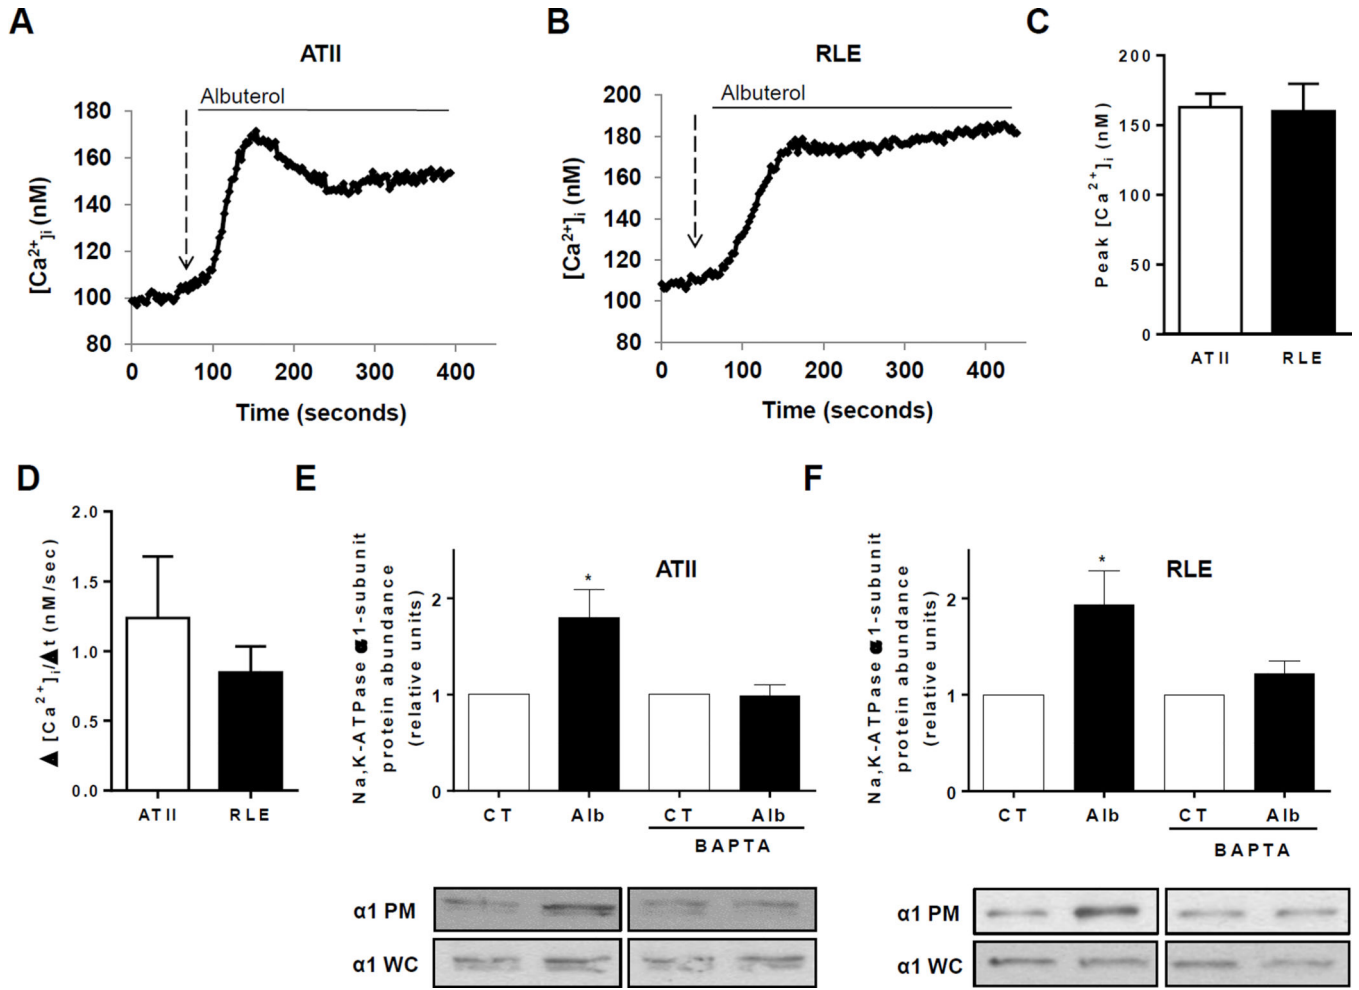 A
ATII
Albuterol
180
160
140
120
100
80
[Ca2+]i (nM)
0 100 200 300 400
Time (seconds)
B
RLE
Albuterol
200
180
160
140
120
100
80
[Ca2+]i (nM)
0 100 200 300 400
Time (seconds)
C
200
150
100
50
0
Peak [Ca2+]i (nM)
ATII RLE
D
2.0
1.5
1.0
0.5
0.0
Δ [Ca2+]i/Δt (nM/sec)
ATII RLE
E
ATII
Na,K-ATPase α1-subunit
protein abundance
(relative units)
2
1
0
*
CT Alb CT Alb
BAPTA
α1 PM
α1 WC
F
RLE
Na,K-ATPase α1-subunit
protein abundance
(relative units)
2
1
0
*
CT Alb CT Alb
BAPTA
α1 PM
α1 WC